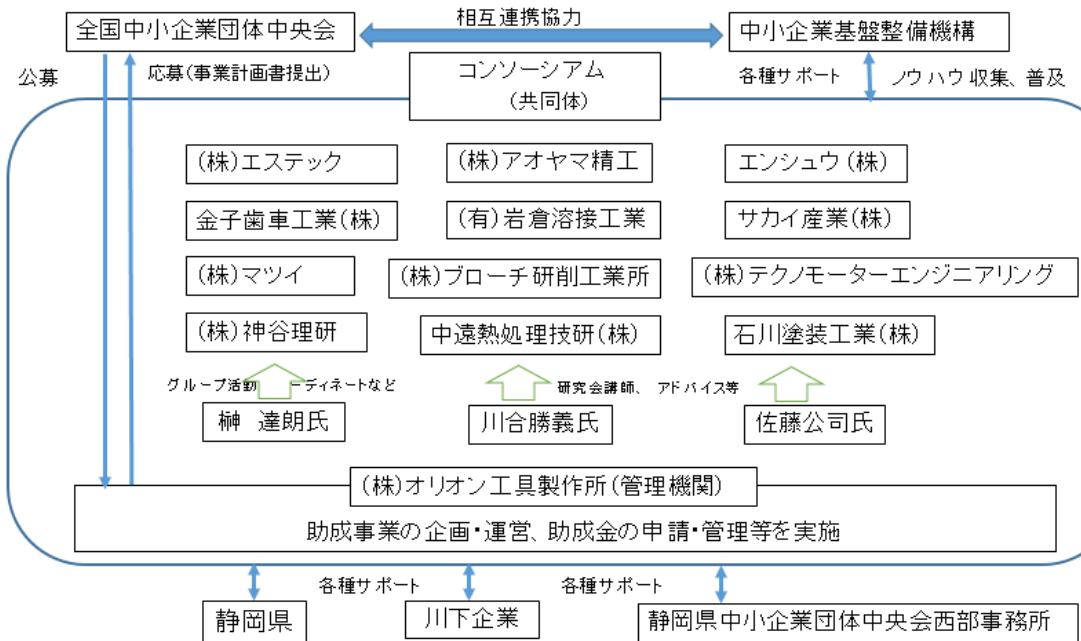 相互連携協力
全国中小企業団体中央会
中小企業基盤整備機構
公募
応募(事業計画書提出)
コンソーシアム
(共同体)
各種サポート
ノウハウ収集、普及
(株)エステック
(株)アオヤマ精工
エンシュウ(株)
金子歯車工業(株)
(有)岩倉溶接工業
サカイ産業(株)
(株)マツイ
(株)ブローチ研削工業所
(株)テクノモーターエンジニアリング
(株)神谷理研
中遠熱処理技研(株)
石川塗装工業(株)
グループ活動 ーディネートなど
研究会講師、 アドバイス等
榊 達朗氏
川合勝義氏
佐藤公司氏
(株)オリオン工具製作所(管理機関)
助成事業の企画・運営、助成金の申請・管理等を実施
各種サポート
各種サポート
静岡県
川下企業
静岡県中小企業団体中央会西部事務所